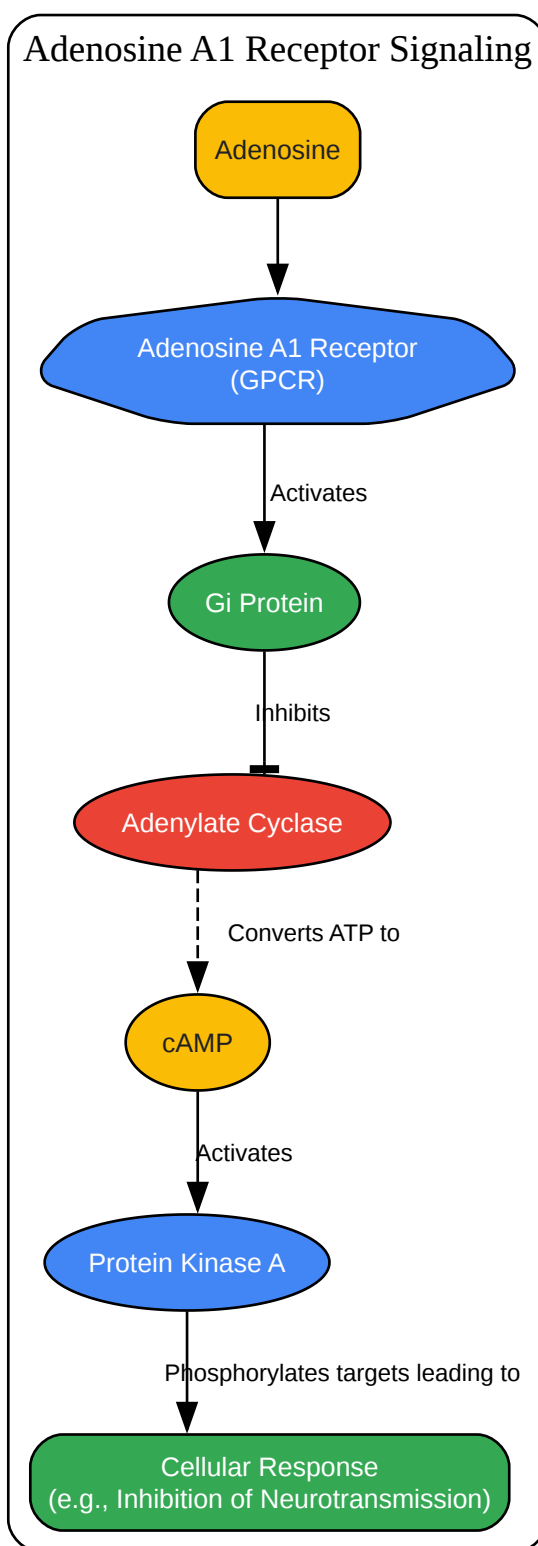 Adenosine A1 Receptor Signaling
Adenosine
Adenosine A1 Receptor
(GPCR)
Activates
Gi Protein
Inhibits
Adenylate Cyclase
Converts ATP to
cAMP
Activates
Protein Kinase A
Phosphorylates targets leading to
Cellular Response
(e.g., Inhibition of Neurotransmission)